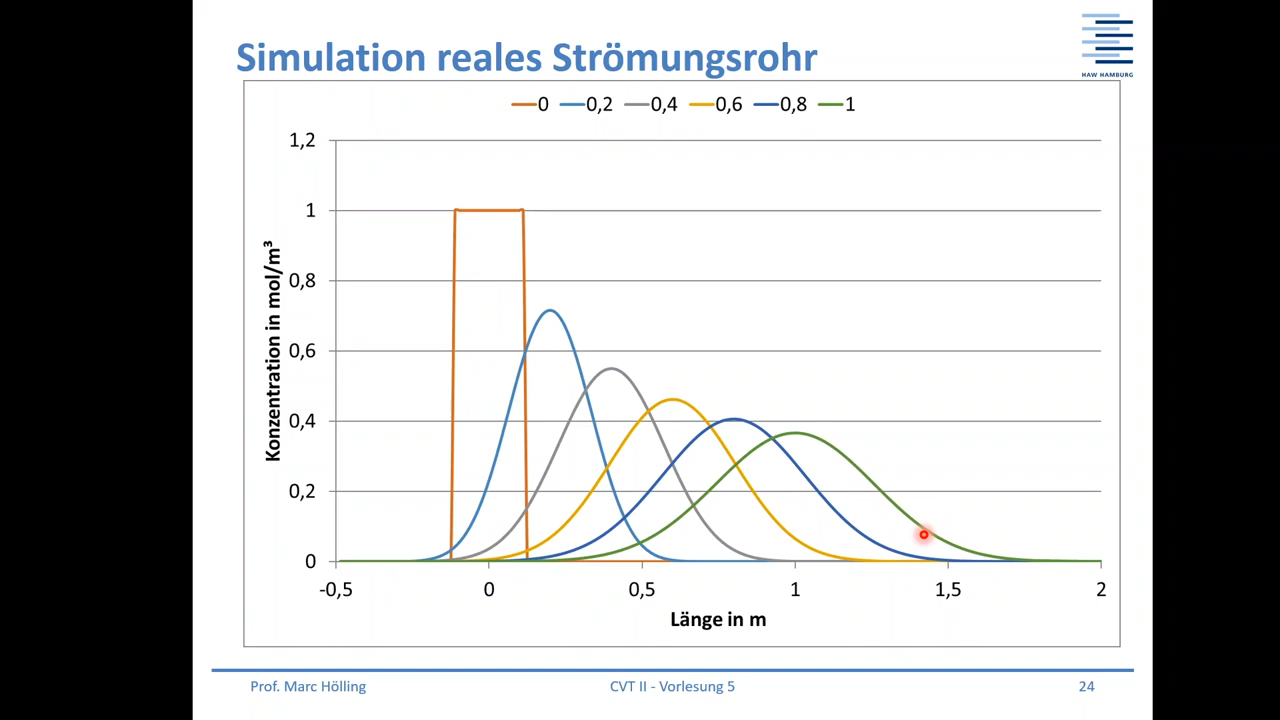 Simulation reales Strömungsrohr
HAW HAMBURG
0 0,2 0,4 0,6 0,8 1
1,2
1
0,8
0,6
0,4
0,2
0
Konzentration in mol/m³
-0,5 0 0,5 1 1,5 2
Länge in m
Prof. Marc Hölling CVT II - Vorlesung 5 24